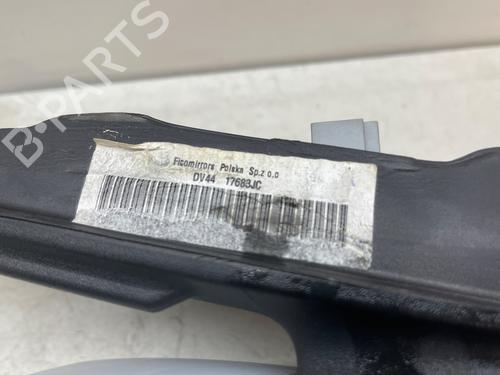 B-PARTS
Ficomirrors Polska Sp.z o.o
DV44 17683JC